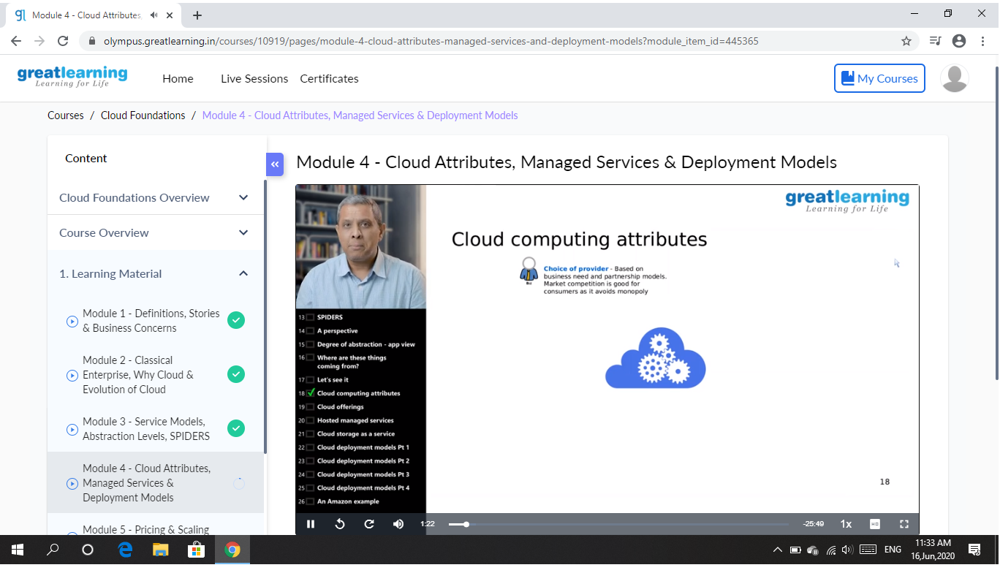 Module 4 - Cloud Attributes,
olympus.greatlearning.in/courses/10919/pages/module-4-cloud-attributes-managed-services-and-deployment-models?module_item_id=445365
greatlearning
Learning for Life
Home
Live Sessions
Certificates
My Courses
Courses / Cloud Foundations / Module 4 - Cloud Attributes, Managed Services & Deployment Models
Content
Cloud Foundations Overview
Course Overview
1. Learning Material
Module 1 - Definitions, Stories
& Business Concerns
Module 2 - Classical
Enterprise, Why Cloud &
Evolution of Cloud
Module 3 - Service Models,
Abstraction Levels, SPIDERS
Module 4 - Cloud Attributes,
Managed Services &
Deployment Models
Module 5 - Pricing & Scaling
Module 4 - Cloud Attributes, Managed Services & Deployment Models
greatlearning
Learning for Life
Cloud computing attributes
Biz
Choice of provider - Based on
business need and partnership models.
Market competition is good for
consumers as it avoids monopoly
13 SPIDERS
14 A perspective
15 Degree of abstraction - app view
16 Where are these things
coming from?
17 Let's see it
18 Cloud computing attributes
19 Cloud offerings
20 Hosted managed services
21 Cloud storage as a service
22 Cloud deployment models Pt 1
23 Cloud deployment models Pt 2
24 Cloud deployment models Pt 3
25 Cloud deployment models Pt 4
26 An Amazon example
18
1:22
-25:49
1x
HD
ENG
11:33 AM
16,Jun,2020